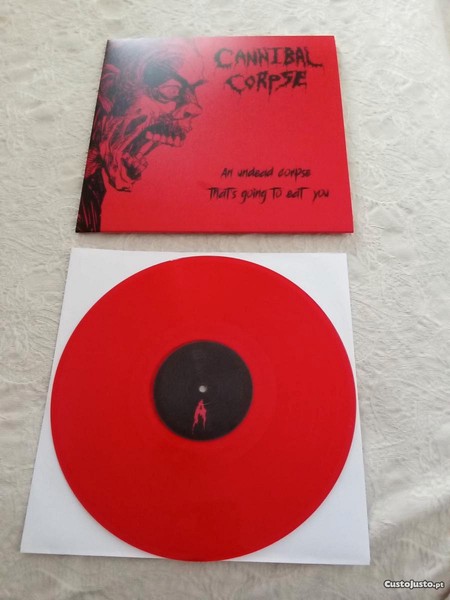 CANNIBAL
CORPSE
An undead corpse
That's going to eat you
A
CustoJusto.pt